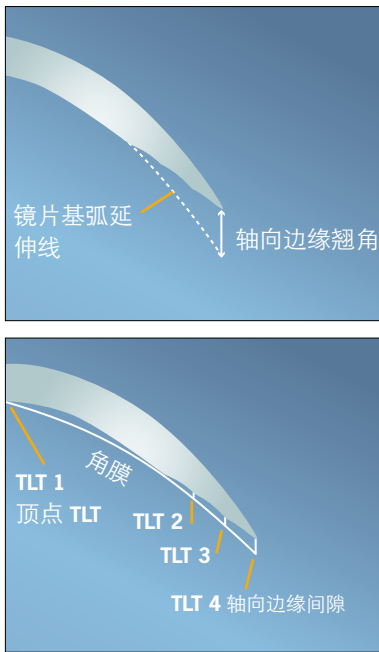 镜片基弧延
伸线
轴向边缘翘角
角膜
TLT 1
顶点 TLT
TLT 2
TLT 3
TLT 4 轴向边缘间隙